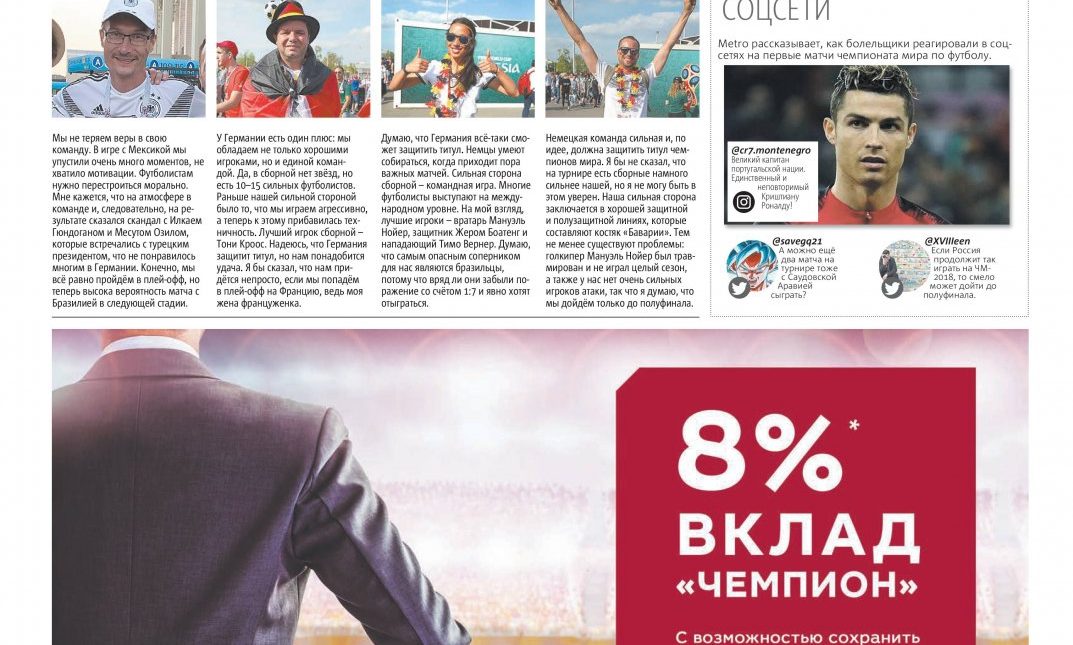 Мы не теряем веры в свою
команду. В игре с Мексикой мы
упустили очень много моментов, не
хватило мотивации. Футболистам
нужно перестроиться морально.
Мне кажется, что на атмосфере
в команде и, следовательно, на ре-
зультате сказался скандал с Илкаем
Гюндоганом и Месутом Озилом,
которые встречались с турецким
президентом, что не понравилось
многим в Германии. Конечно, мы
всё равно пройдём в плей-офф, но
теперь высока вероятность матча с
Бразилией в следующей стадии.
У Германии есть один плюс: мы
обладаем не только хорошими
игроками, но и единой коман-
дой. Да, в сборной нет звёзд, но
есть 10–15 сильных футболистов.
Раньше нашей сильной стороной
было то, что мы играем агрессивно,
а теперь к этому прибавилась тех-
ничность. Лучший игрок сборной –
Тони Кроос. Надеюсь, что Германия
защитит титул, но нам понадобится
удача. Я бы сказал, что нам при-
дётся непросто, если мы попадём
в плей-офф на Францию, ведь моя
жена француженка.
Думаю, что Германия всё-таки смо-
жет защитить титул. Немцы умеют
собираться, когда приходит пора
важных матчей. Сильная сторона
сборной – командная игра. Многие
футболисты выступают на между-
народном уровне. На мой взгляд,
лучшие игроки – вратарь Мануэль
Нойер, защитник Жером Боатенг и
нападающий Тимо Вернер. Думаю,
что самым опасным соперником
для нас являются бразильцы,
потому что вряд ли они забыли по-
ражение со счётом 1:7 и явно хотят
отыграться.
Немецкая команда сильная и, по
идее, должна защитить титул чем-
пионов мира. Я бы не сказал, что
на турнире есть сборные намного
сильнее нашей, но я не могу быть в
этом уверен. Наша сильная сторона
заключается в хорошей защитной
и полузащитной линиях, которые
составляют костяк «Баварии». Тем
не менее существуют проблемы:
голкипер Мануэль Нойер был трав-
мирован и не играл целый сезон,
а также у нас нет очень сильных
игроков атаки, так что я думаю, что
мы дойдём только до полуфинала.
СОЦСЕТИ
Metro рассказывает, как болельщики реагировали в соц-
сетях на первые матчи чемпионата мира по футболу.
@cr7.montenegro
Великий капитан
португальской нации.
Единственный и
неповторимый
Криштиану
Роналду!
@savegq21
А можно ещё
два матча на
турнире тоже
с Саудовской
Аравией
сыграть?
@XVIIIeen
Если Россия
продолжит так
играть на ЧМ-
2018, то смело
может дойти до
полуфинала.
8%*
ВКЛАД
«ЧЕМПИОН»
С возможностью сохранить